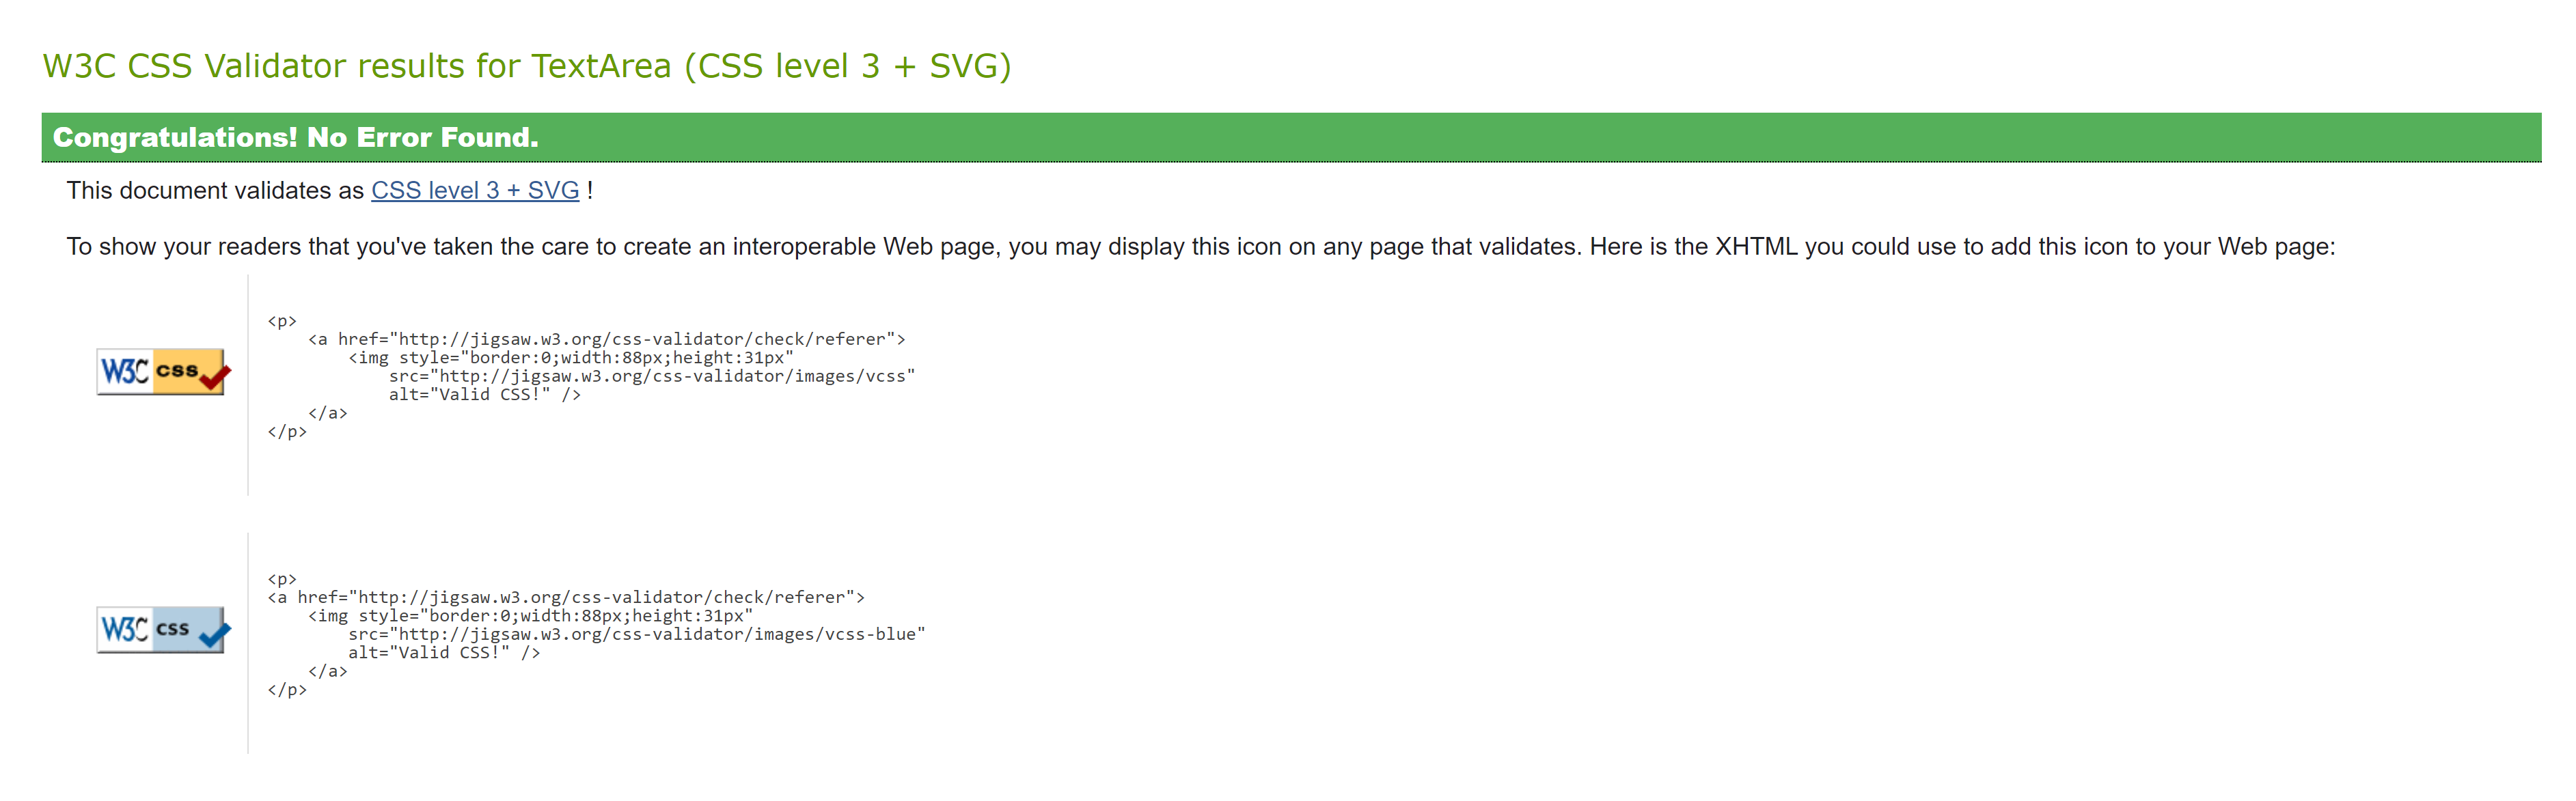 W3C CSS Validator results for TextArea (CSS level 3 + SVG)
Congratulations! No Error Found.
This document validates as CSS level 3 + SVG !
To show your readers that you've taken the care to create an interoperable Web page, you may display this icon on any page that validates. Here is the XHTML you could use to add this icon to your Web page:
W3C css
<p>
    <a href="http://jigsaw.w3.org/css-validator/check/referer">
        <img style="border:0;width:88px;height:31px"
            src="http://jigsaw.w3.org/css-validator/images/vcss"
            alt="Valid CSS!" />
    </a>
</p>
W3C css
<p>
<a href="http://jigsaw.w3.org/css-validator/check/referer">
    <img style="border:0;width:88px;height:31px"
        src="http://jigsaw.w3.org/css-validator/images/vcss-blue"
        alt="Valid CSS!" />
    </a>
</p>